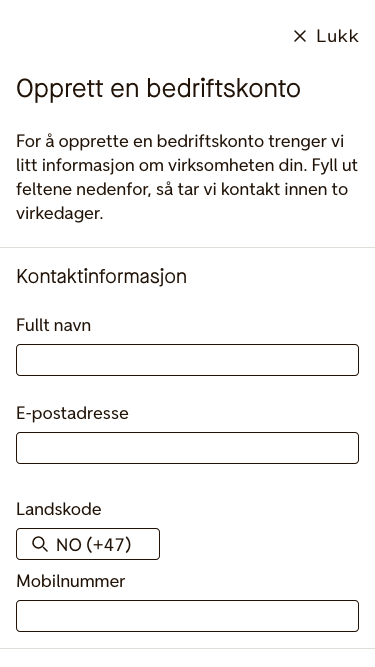 Lukk
Opprett en bedriftskonto
For å opprette en bedriftskonto trenger vi
litt informasjon om virksomheten din. Fyll ut
feltene nedenfor, så tar vi kontakt innen to
virkedager.
Kontaktinformasjon
Fullt navn
E-postadresse
Landskode
NO (+47)
Mobilnummer